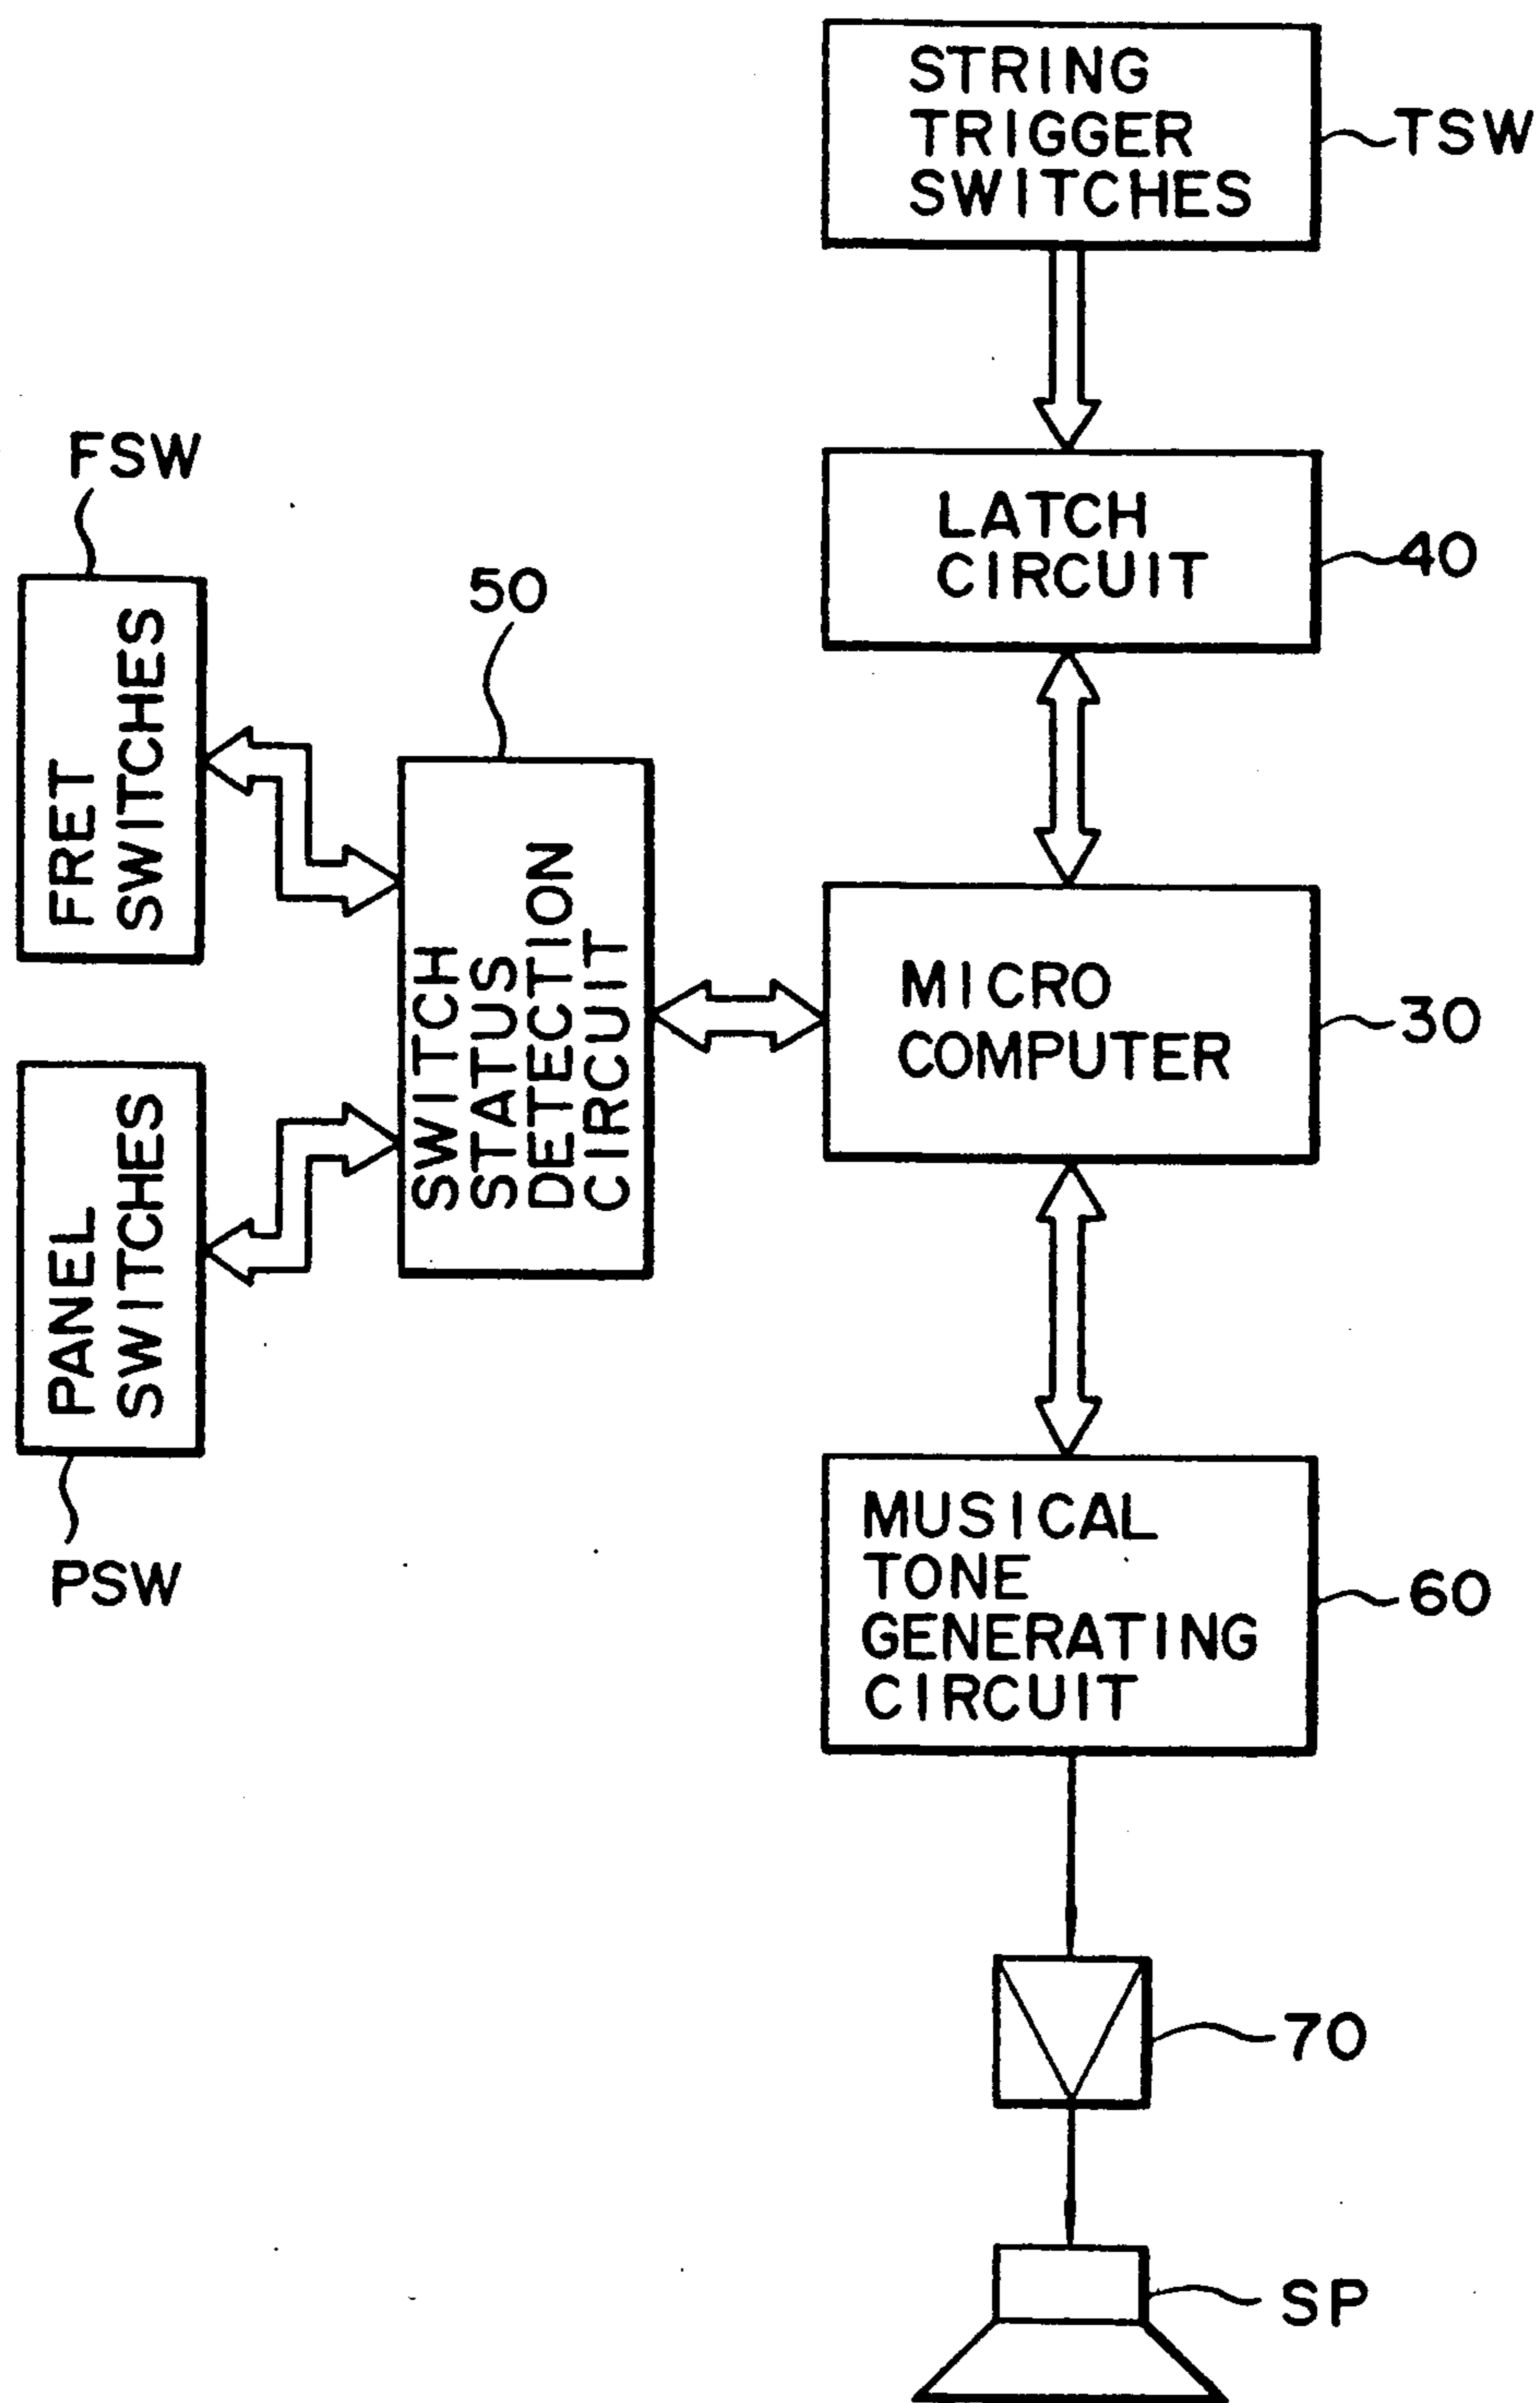 STRING
TRIGGER
SWITCHES
TSW
LATCH
CIRCUIT
40
FSW
FRET
SWITCHES
50
SWITCH
STATUS
DETECTION
CIRCUIT
MICRO
COMPUTER
30
PANEL
SWITCHES
PSW
MUSICAL
TONE
GENERATING
CIRCUIT
60
70
SP